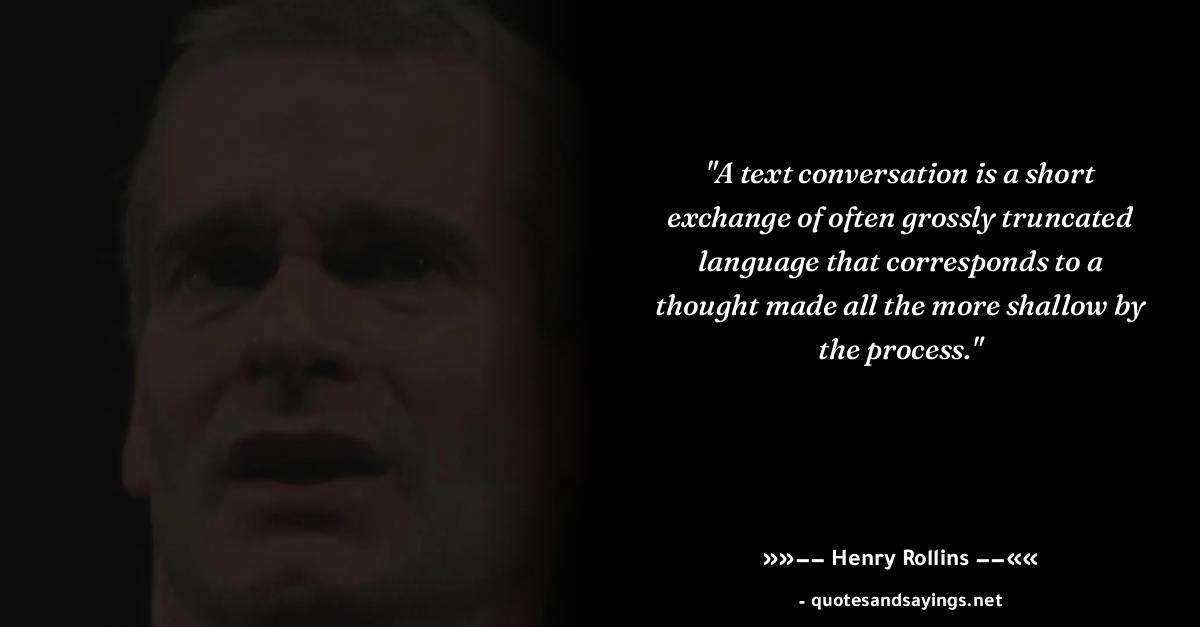 "A text conversation is a short
exchange of often grossly truncated
language that corresponds to a
thought made all the more shallow by
the process."
»»−− Henry Rollins −−««
- quotesandsayings.net